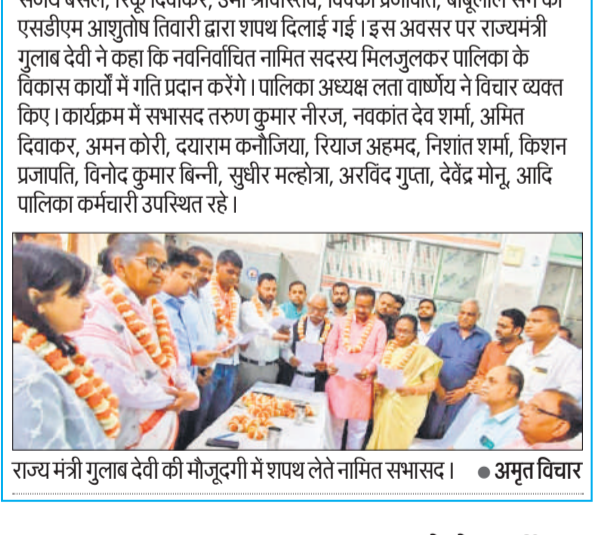 एसडीएम आशुतोष तिवारी द्वारा शपथ दिलाई गई। इस अवसर पर राज्यमंत्री
गुलाब देवी ने कहा कि नवनिर्वाचित नामित सदस्य मिलजुलकर पालिका के
विकास कार्यों में गति प्रदान करेंगे। पालिका अध्यक्ष लता वार्ष्णेय ने विचार व्यक्त
किए। कार्यक्रम में सभासद तरुण कुमार नीरज, नवकांत देव शर्मा, अमित
दिवाकर, अमन कोरी, दयाराम कनौजिया, रियाज अहमद, निशांत शर्मा, किशन
प्रजापति, विनोद कुमार बिन्नी, सुधीर मल्होत्रा, अरविंद गुप्ता, देवेंद्र मोनू, आदि
पालिका कर्मचारी उपस्थित रहे।
राज्य मंत्री गुलाब देवी की मौजूदगी में शपथ लेते नामित सभासद। ● अमृत विचार